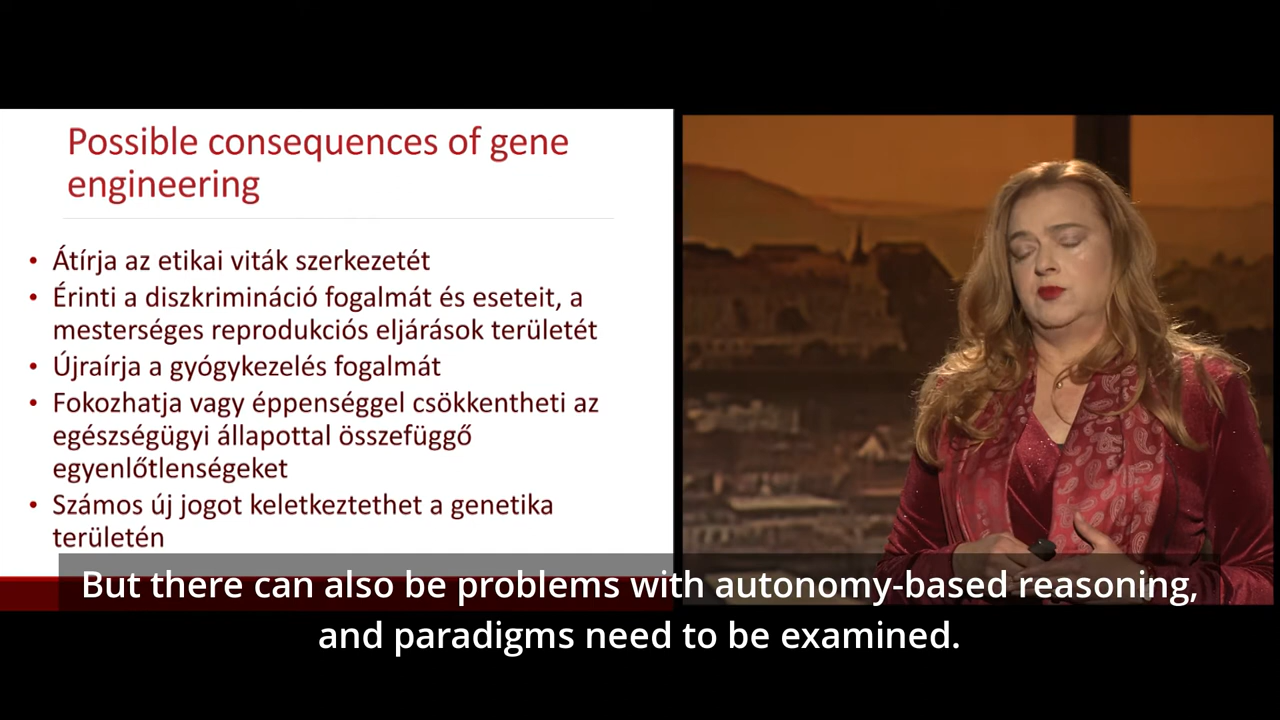 Possible consequences of gene
engineering
• Átírja az etikai viták szerkezetét
• Érinti a diszkrimináció fogalmát és eseteit, a
mesterséges reprodukciós eljárások területét
• Újraírja a gyógykezelés fogalmát
• Fokozhatja vagy éppenséggel csökkentheti az
egészségügyi állapottal összefüggő
egyenlőtlenségeket
• Számos új jogot keletkeztethet a genetika
területén
But there can also be problems with autonomy-based reasoning,
and paradigms need to be examined.